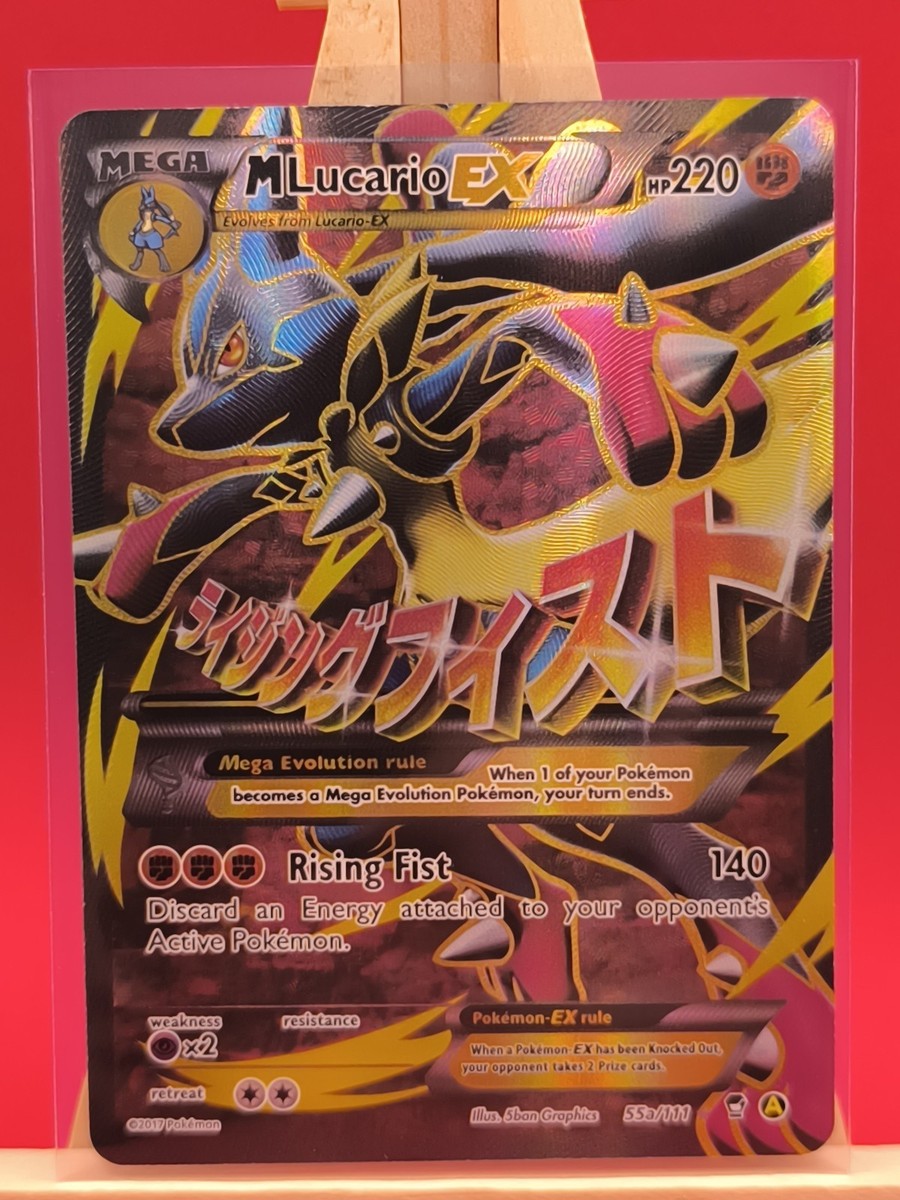 MEGA
M Lucario EX
HP 220
Evolves from Lucario-EX
ライジングフィスト
Mega Evolution rule
When 1 of your Pokémon
becomes a Mega Evolution Pokémon, your turn ends.
Rising Fist 140
Discard an Energy attached to your opponent's
Active Pokémon.
weakness resistance
×2
retreat
Pokémon-EX rule
When a Pokémon-EX has been Knocked Out,
your opponent takes 2 Prize cards.
©2017 Pokémon
Illus. 5ban Graphics 55a/111 A